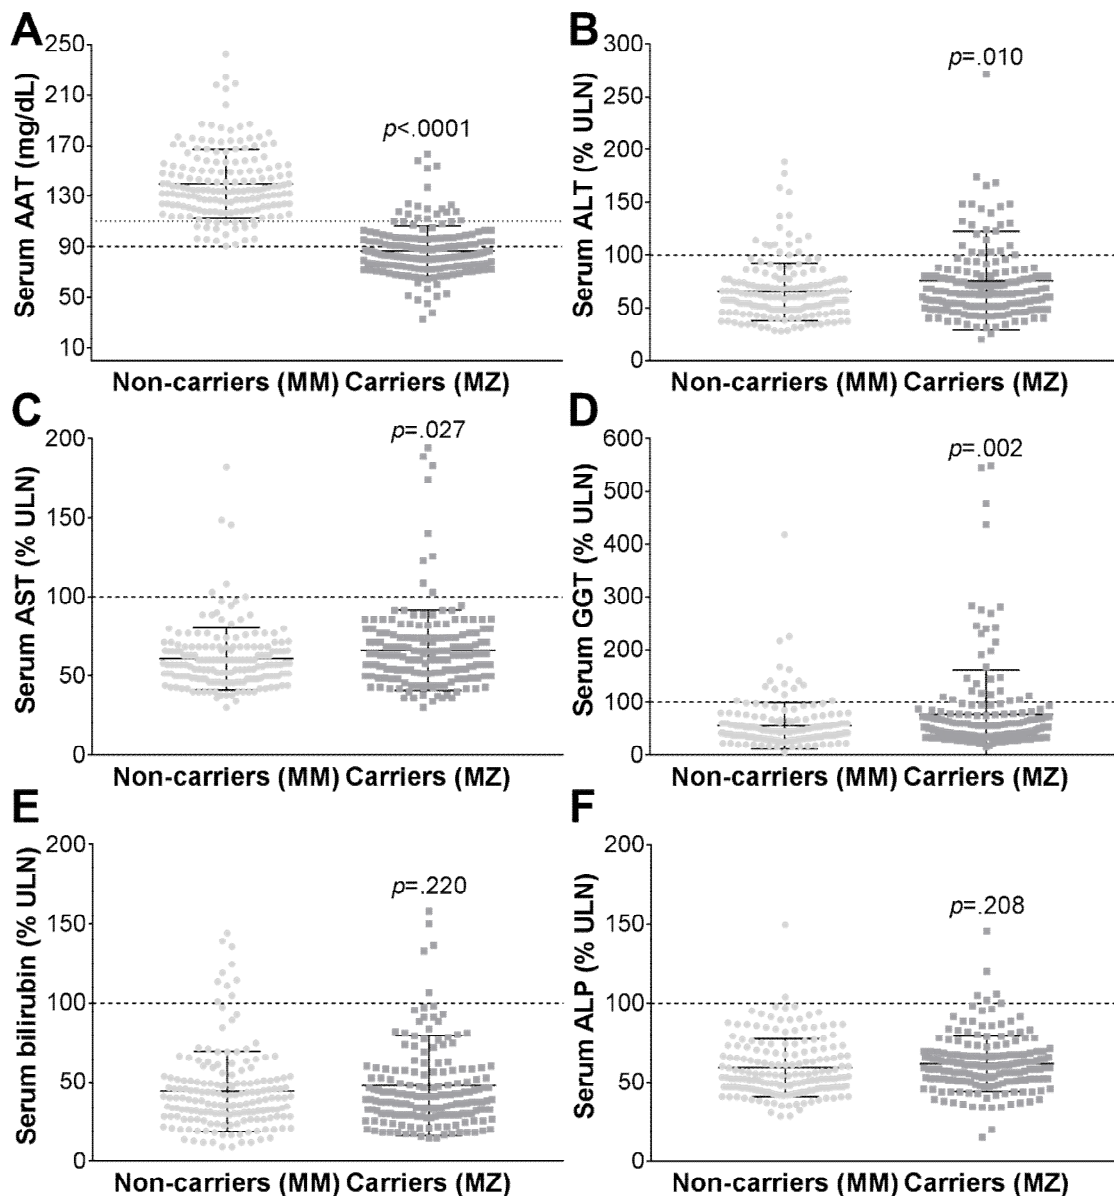 A
Serum AAT (mg/dL)
250
210
170
130
90
50
10
p<.0001
Non-carriers (MM) Carriers (MZ)
B
Serum ALT (% ULN)
300
250
200
150
100
50
0
p=.010
Non-carriers (MM) Carriers (MZ)
C
Serum AST (% ULN)
200
150
100
50
0
p=.027
Non-carriers (MM) Carriers (MZ)
D
Serum GGT (% ULN)
600
500
400
300
200
100
0
p=.002
Non-carriers (MM) Carriers (MZ)
E
Serum bilirubin (% ULN)
200
150
100
50
0
p=.220
Non-carriers (MM) Carriers (MZ)
F
Serum ALP (% ULN)
200
150
100
50
0
p=.208
Non-carriers (MM) Carriers (MZ)